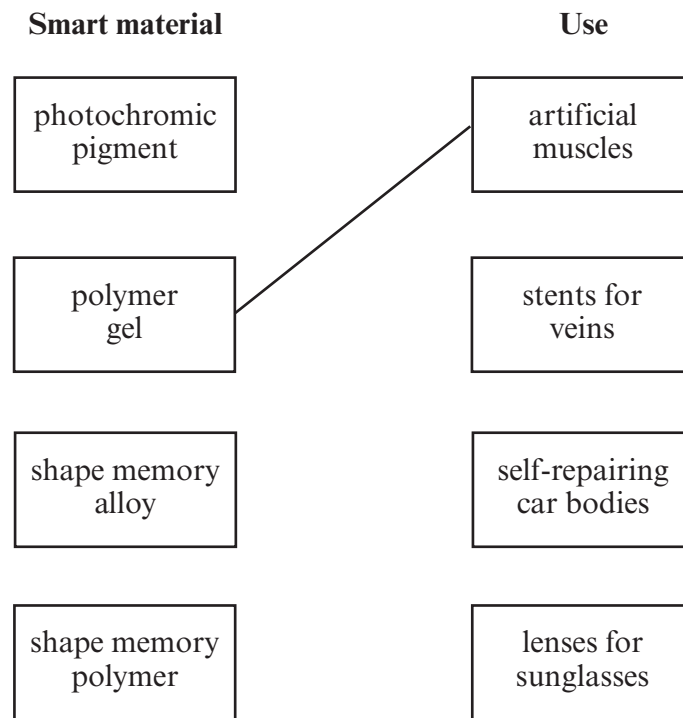 Smart material
Use
photochromic
pigment
artificial
muscles
polymer
gel
stents for
veins
shape memory
alloy
self-repairing
car bodies
shape memory
polymer
lenses for
sunglasses